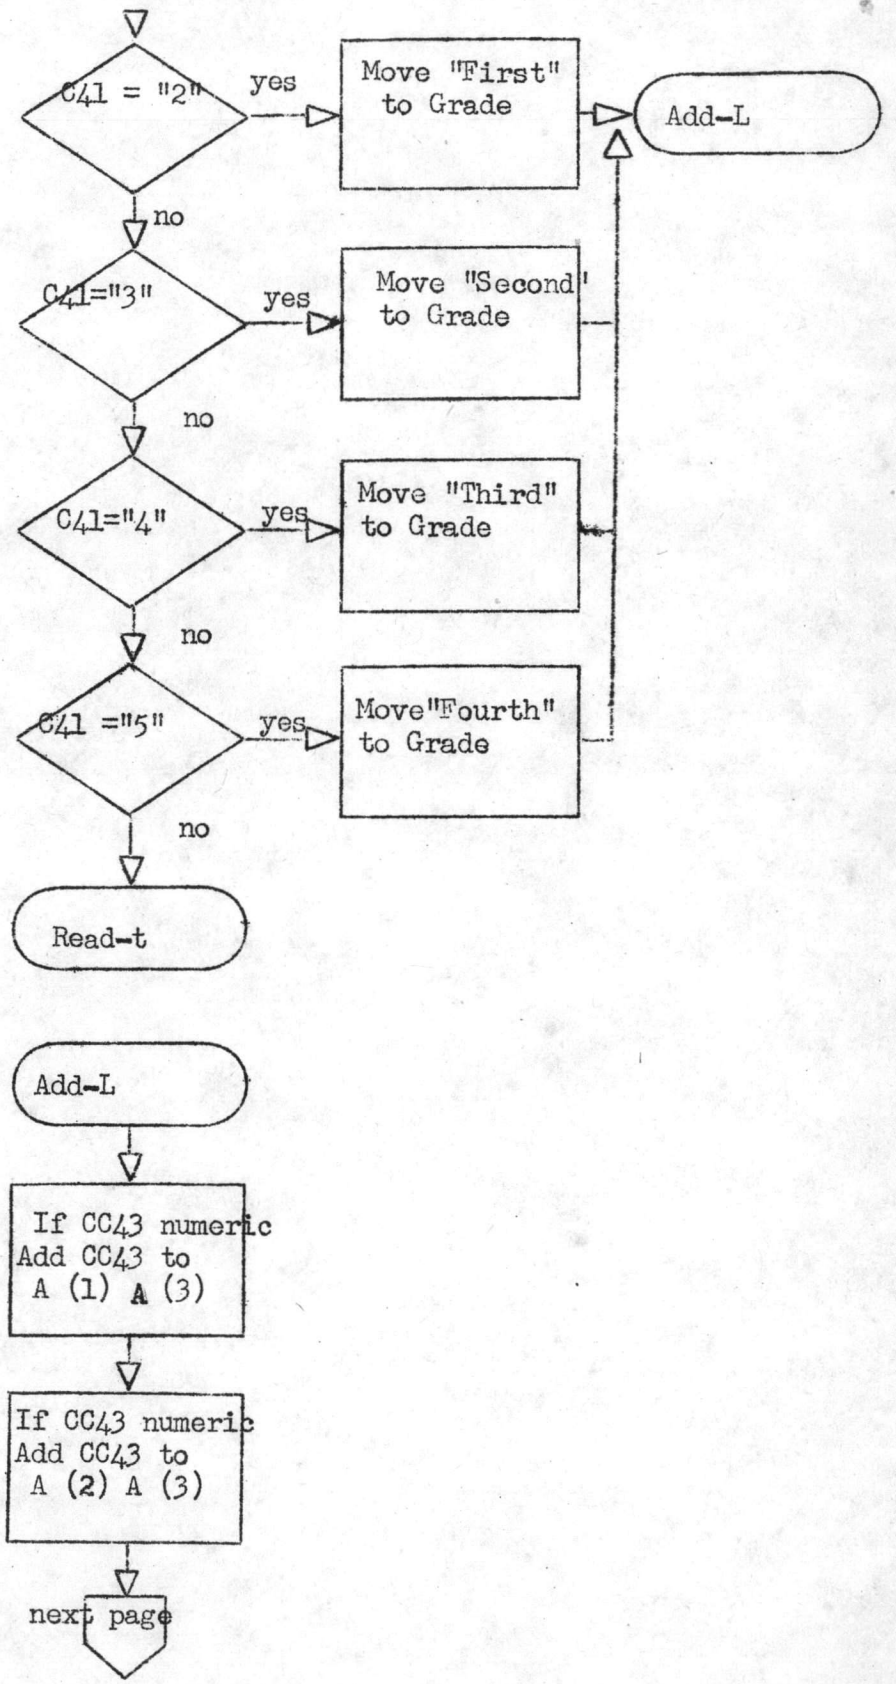 C41 = "2"
yes
Move "First"
to Grade
Add-L
no
C41="3"
yes
Move "Second"
to Grade
no
C41="4"
yes
Move "Third"
to Grade
no
C41 ="5"
yes
Move"Fourth"
to Grade
no
Read-t
Add-L
If CC43 numeric
Add CC43 to
A (1) A (3)
If CC43 numeric
Add CC43 to
A (2) A (3)
next page